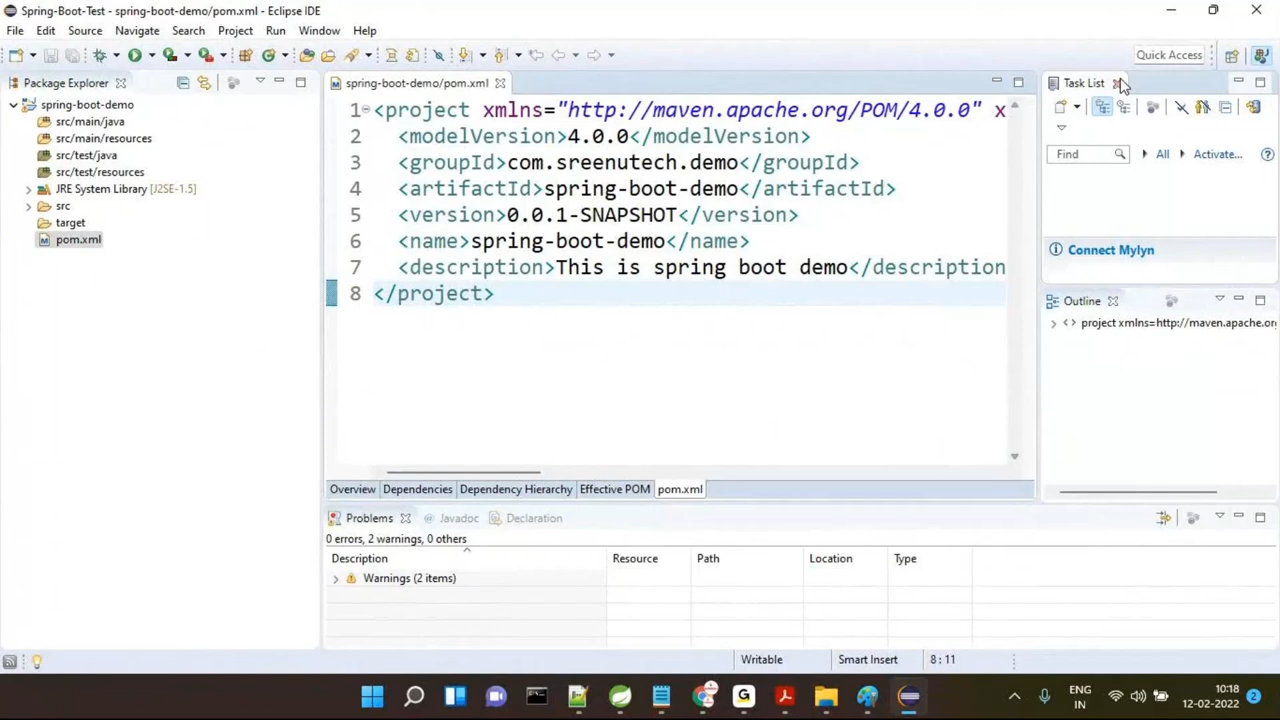 Spring-Boot-Test - spring-boot-demo/pom.xml - Eclipse IDE
File Edit Source Refactor Navigate Search Project Run Window Help
Quick Access
Package Explorer
spring-boot-demo
src/main/java
src/main/resources
src/test/java
src/test/resources
JRE System Library [J2SE-1.5]
src
target
pom.xml
spring-boot-demo/pom.xml
1 <project xmlns="http://maven.apache.org/POM/4.0.0" x
2 <modelVersion>4.0.0</modelVersion>
3 <groupId>com.sreenutech.demo</groupId>
4 <artifactId>spring-boot-demo</artifactId>
5 <version>0.0.1-SNAPSHOT</version>
6 <name>spring-boot-demo</name>
7 <description>This is spring boot demo</description
8 </project>
Overview Dependencies Dependency Hierarchy Effective POM pom.xml
Task List
Find All Activate...
Connect Mylyn
Outline
project xmlns=http://maven.apache.or
Problems Javadoc Declaration
0 errors, 2 warnings, 0 others
Description Resource Path Location Type
Warnings (2 items)
Writable Smart Insert 8 : 11
ENG
IN
10:18
12-02-2022
2